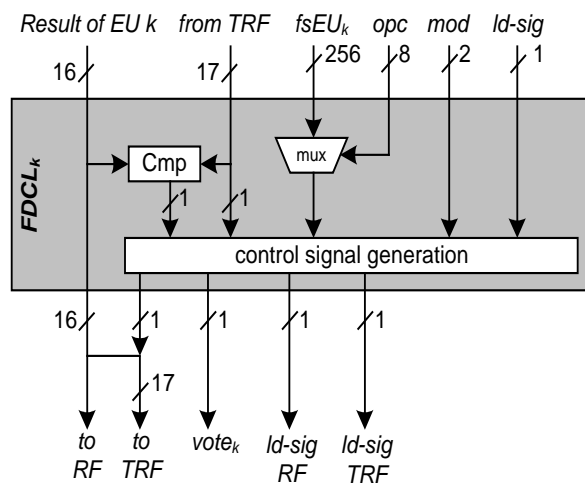 Result of EU k from TRF fsEUk opc mod ld-sig
16 17 256 8 2 1
FDCLk
Cmp mux
1 1
control signal generation
16 1 1 1 1
17
to RF
to TRF
votek
ld-sig RF
ld-sig TRF